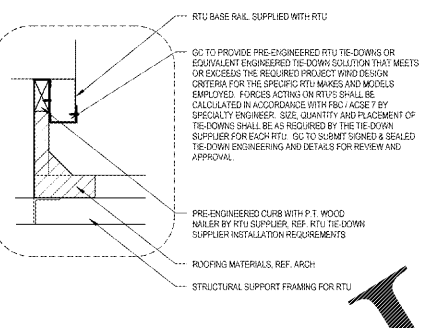 RTU BASE RAIL, SUPPLIED WITH RTU
GC TO PROVIDE PRE-ENGINEERED RTU TIE-DOWNS OR
EQUIVALENT ENGINEERED TIE-DOWN SOLUTION THAT MEETS
OR EXCEEDS THE REQUIRED PROJECT WIND DESIGN
CRITERIA FOR THE SPECIFIC RTU MAKES AND MODELS
EMPLOYED. FORCES ACTING ON RTU'S SHALL BE
CALCULATED IN ACCORDANCE WITH FBC / ACSE 7 BY
SPECIALTY ENGINEER. SIZE, QUANTITY AND PLACEMENT OF
TIE-DOWNS SHALL BE AS REQUIRED BY THE TIE-DOWN
SUPPLIER FOR EACH RTU. GC TO SUBMIT SIGNED & SEALED
TIE-DOWN ENGINEERING AND DETAILS FOR REVIEW AND
APPROVAL.
PRE-ENGINEERED CURB WITH P.T. WOOD
NAILER BY RTU SUPPLIER, REF. RTU TIE-DOWN
SUPPLIER INSTALLATION REQUIREMENTS
ROOFING MATERIALS, REF. ARCH
STRUCTURAL SUPPORT FRAMING FOR RTU